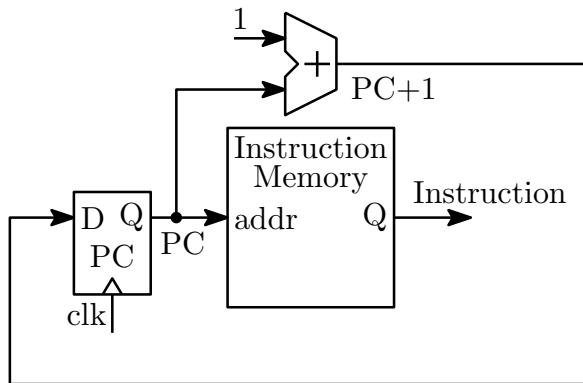 1
+
PC+1
Instruction
Memory
Instruction
D Q
PC
PC
addr
Q
clk